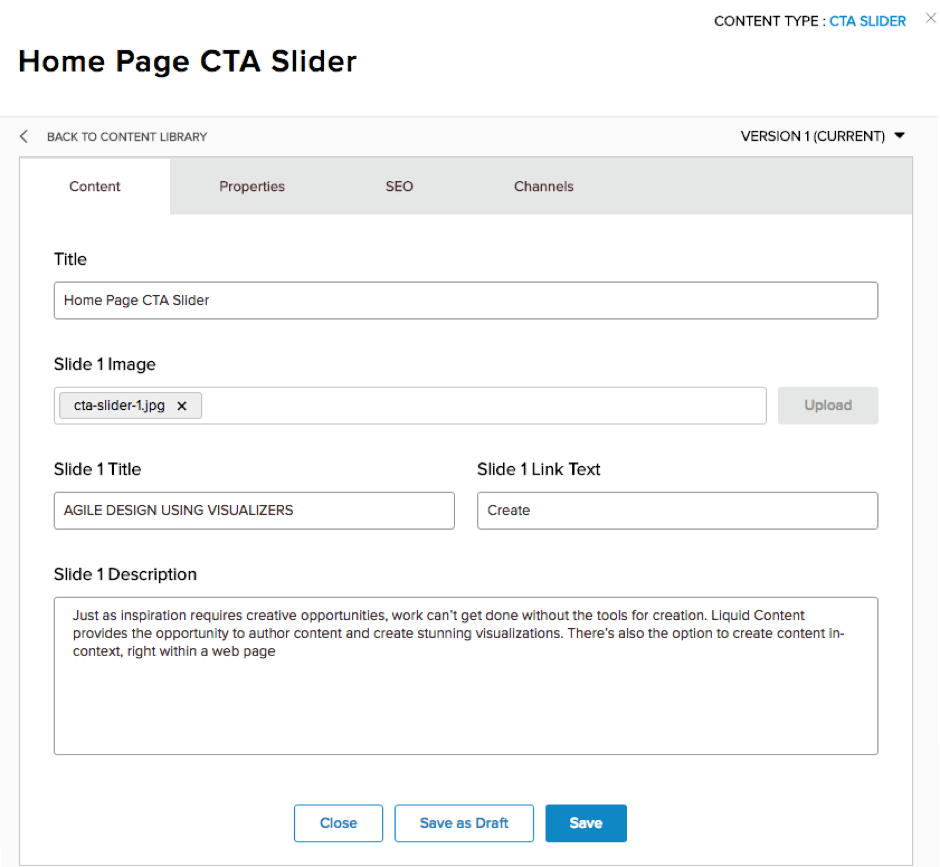 CONTENT TYPE : CTA SLIDER
Home Page CTA Slider
BACK TO CONTENT LIBRARY
VERSION 1 (CURRENT)
Content
Properties
SEO
Channels
Title
Home Page CTA Slider
Slide 1 Image
cta-slider-1.jpg
Upload
Slide 1 Title
Slide 1 Link Text
AGILE DESIGN USING VISUALIZERS
Create
Slide 1 Description
Just as inspiration requires creative opportunities, work can't get done without the tools for creation. Liquid Content
provides the opportunity to author content and create stunning visualizations. There's also the option to create content in-
context, right within a web page
Close
Save as Draft
Save